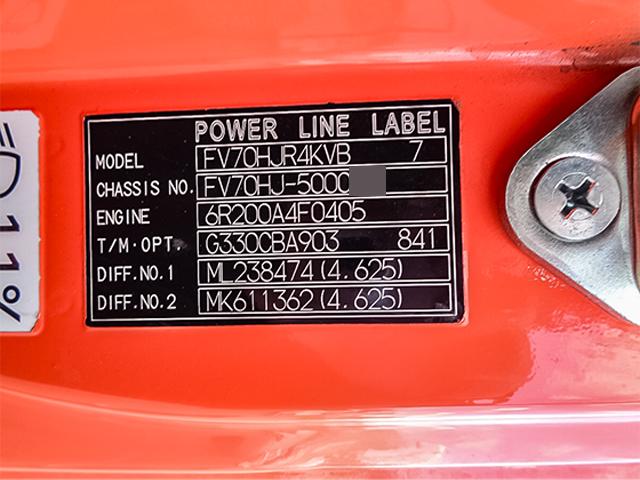 POWER LINE LABEL
MODEL FV70HJR4KVB 7
CHASSIS NO. FV70HJ-5000
ENGINE 6R200A4F0405
T/M·OPT. G330CBA903 841
DIFF.NO.1 ML238474(4.625)
DIFF.NO.2 MK611362(4.625)
11%